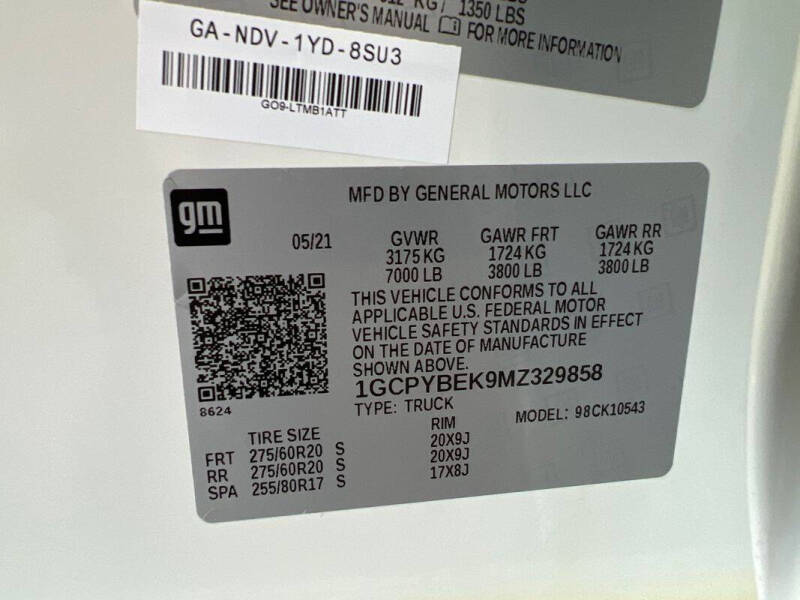 KG / 1350 LBS
SEE OWNER'S MANUAL FOR MORE INFORMATION
GA-NDV-1YD-8SU3
GO9-LTMB1ATT
gm
MFD BY GENERAL MOTORS LLC
05/21 GVWR GAWR FRT GAWR RR
3175 KG 1724 KG 1724 KG
7000 LB 3800 LB 3800 LB
THIS VEHICLE CONFORMS TO ALL
APPLICABLE U.S. FEDERAL MOTOR
VEHICLE SAFETY STANDARDS IN EFFECT
ON THE DATE OF MANUFACTURE
SHOWN ABOVE.
1GCPYBEK9MZ329858
8624
TYPE: TRUCK MODEL: 98CK10543
TIRE SIZE RIM
FRT 275/60R20 S 20X9J
RR 275/60R20 S 20X9J
SPA 255/80R17 S 17X8J